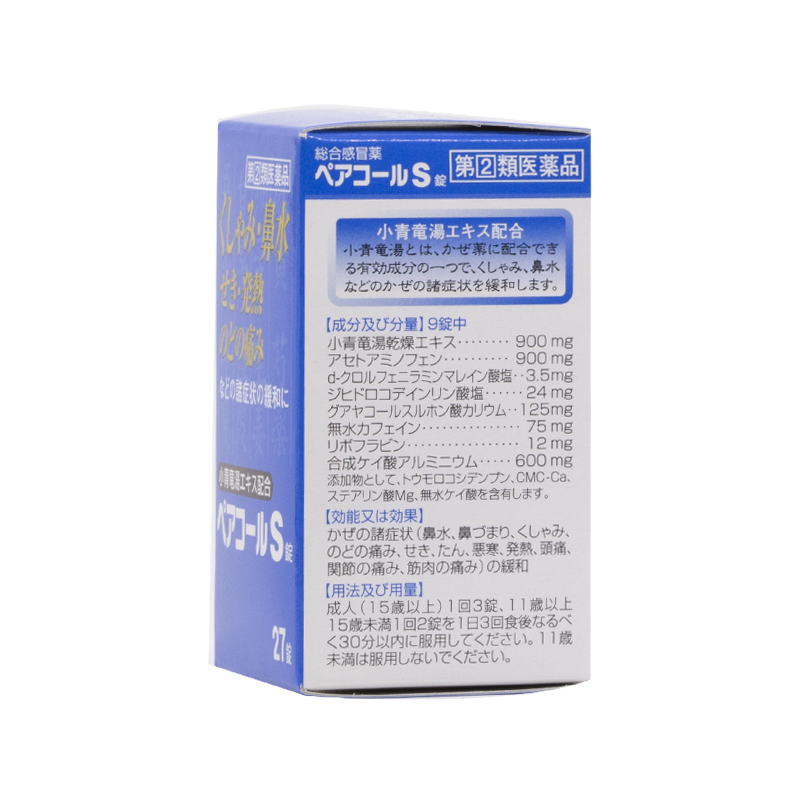 指②類医薬品
くしゃみ・鼻水
せき・発熱
のどの痛み
などの諸症状の緩和に
小青竜湯エキス配合
ペアコールS錠
27錠
総合感冒薬
ペアコールS錠
指②類医薬品
小青竜湯エキス配合
小青竜湯とは、かぜ薬に配合でき
る有効成分の一つで、くしゃみ、鼻水
などのかぜの諸症状を緩和します。
【成分及び分量】9錠中
小青竜湯乾燥エキス‥‥‥‥ 900 mg
アセトアミノフェン‥‥‥‥‥ 900 mg
d-クロルフェニラミンマレイン酸塩‥3.5mg
ジヒドロコデインリン酸塩‥‥‥24 mg
グアヤコールスルホン酸カリウム‥125mg
無水カフェイン‥‥‥‥‥‥‥ 75 mg
リボフラビン‥‥‥‥‥‥‥‥ 12 mg
合成ケイ酸アルミニウム‥‥‥600 mg
添加物として、トウモロコシデンプン、CMC-Ca、
ステアリン酸Mg、無水ケイ酸を含有します。
【効能又は効果】
かぜの諸症状(鼻水、鼻づまり、くしゃみ、
のどの痛み、せき、たん、悪寒、発熱、頭痛、
関節の痛み、筋肉の痛み)の緩和
【用法及び用量】
成人(15歳以上)1回3錠、11歳以上
15歳未満1回2錠を1日3回食後なるべ
く30分以内に服用してください。11歳
未満は服用しないでください。